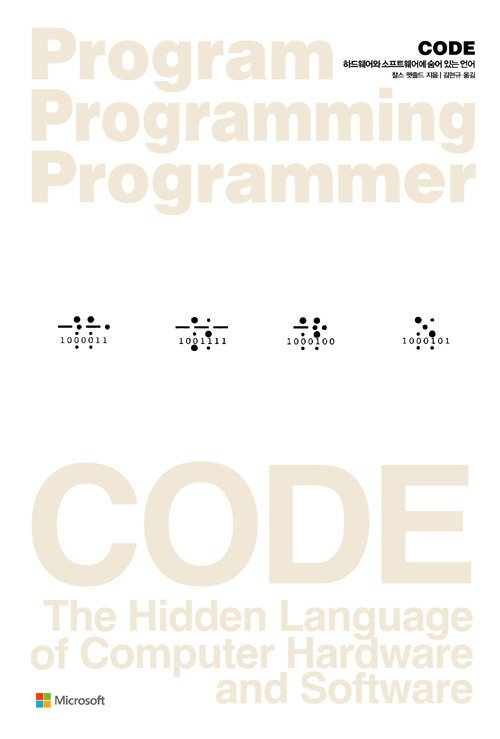 Program
Programming
Programmer
CODE
하드웨어와 소프트웨어에 숨어 있는 언어
찰스 펫졸드 지음 | 김현규 옮김
1000011
1001111
1000100
1000101
CODE
The Hidden Language
of Computer Hardware
and Software
Microsoft